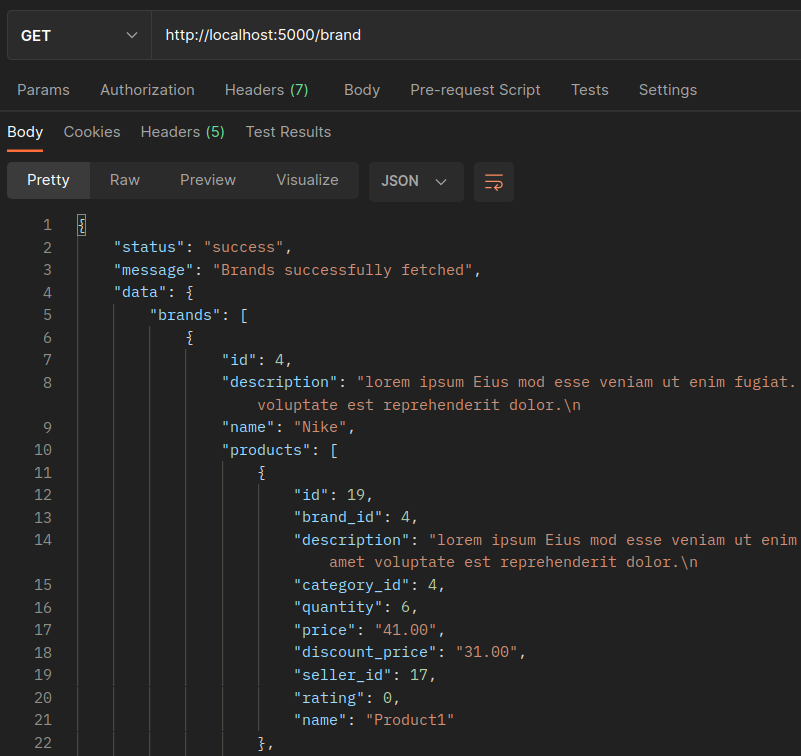 GET http://localhost:5000/brand
Params Authorization Headers (7) Body Pre-request Script Tests Settings
Body Cookies Headers (5) Test Results
Pretty Raw Preview Visualize JSON
1 {
2 "status": "success",
3 "message": "Brands successfully fetched",
4 "data": {
5 "brands": [
6 {
7 "id": 4,
8 "description": "lorem ipsum Eius mod esse veniam ut enim fugiat.
voluptate est reprehenderit dolor.\n
9 "name": "Nike",
10 "products": [
11 {
12 "id": 19,
13 "brand_id": 4,
14 "description": "lorem ipsum Eius mod esse veniam ut enim
amet voluptate est reprehenderit dolor.\n
15 "category_id": 4,
16 "quantity": 6,
17 "price": "41.00",
18 "discount_price": "31.00",
19 "seller_id": 17,
20 "rating": 0,
21 "name": "Product1"
22 },